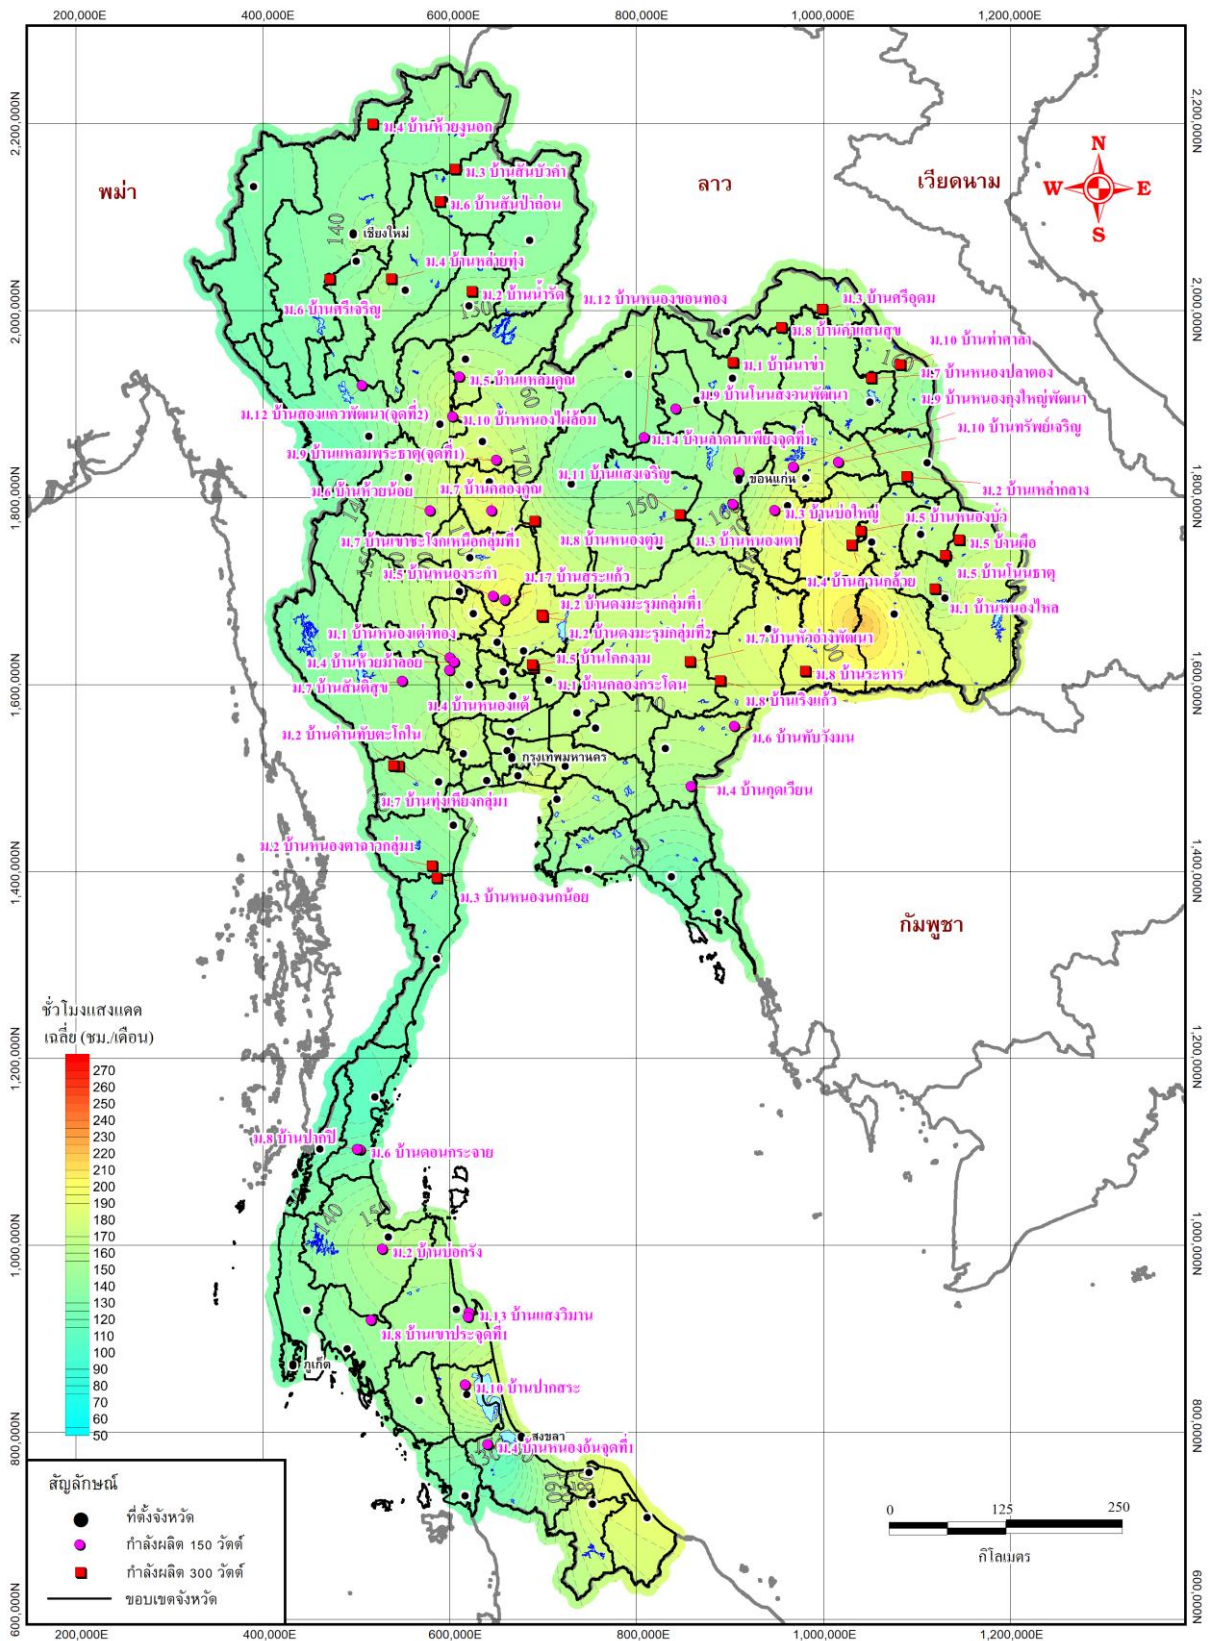 200,000E
400,000E
600,000E
800,000E
1,000,000E
1,200,000E
2,200,000N
2,200,000N
2,000,000N
2,000,000N
1,800,000N
1,800,000N
1,600,000N
1,600,000N
1,400,000N
1,400,000N
1,200,000N
1,200,000N
1,000,000N
1,000,000N
800,000N
800,000N
600,000N
600,000N
N
W
E
S
พม่า
ลาว
เวียดนาม
กัมพูชา
ม.4 บ้านห้วยงูนอก
ม.3 บ้านสันบัวคำ
ม.6 บ้านสันป่าถ่อน
140
เชียงใหม่
ม.4 บ้านหล่ายทุ่ง
ม.2 บ้านน้ำรัด
ม.6 บ้านศรีเจริญ
150
ม.12 บ้านหนองขอนทอง
ม.3 บ้านศรีอุดม
ม.8 บ้านคำแสนสุข
ม.10 บ้านท่าศาลา
160
ม.1 บ้านนาข่า
ม.7 บ้านหนองปลาตอง
ม.5 บ้านแหลมคูณ
60
ม.9 บ้านโนนสงวนพัฒนา
ม.9 บ้านหนองกุงใหญ่พัฒนา
ม.12 บ้านสองแควพัฒนา(จุดที่2)
ม.10 บ้านหนองไผ่ล้อม
ม.10 บ้านทรัพย์เจริญ
ม.14 บ้านลาดนาเพียงจุดที่1
ม.9 บ้านแหลมพระธาตุ(จุดที่1)
170
ม.11 บ้านแสงเจริญ
ขอนแก่น
ม.2 บ้านเหล่ากลาง
ม.6 บ้านห้วยน้อย
ม.7 บ้านคลองคูณ
150
ม.3 บ้านบ่อใหญ่
ม.5 บ้านหนองบัว
ม.7 บ้านเขาชะโงกเหนือกลุ่มที่1
ม.8 บ้านหนองตูม
ม.3 บ้านหนองเตา
ม.5 บ้านผือ
ม.5 บ้านหนองระกำ
ม.17 บ้านสระแก้ว
ม.4 บ้านสวนกล้วย
ม.5 บ้านโนนธาตุ
ม.2 บ้านดงมะรุมกลุ่มที่1
ม.1 บ้านหนองไหล
ม.1 บ้านหนองเต่าทอง
ม.2 บ้านดงมะรุมกลุ่มที่2
ม.7 บ้านหัวอ่างพัฒนา
ม.4 บ้านห้วยม้าลอย
ม.5 บ้านโคกงาม
ม.8 บ้านระหาร
ม.7 บ้านสันติสุข
ม.1 บ้านคลองกระโดน
ม.4 บ้านหนองแต้
170
ม.8 บ้านเริงแก้ว
ม.2 บ้านด่านทับตะโกใน
ม.6 บ้านทับวังมน
กรุงเทพมหานคร
ม.4 บ้านกุดเวียน
ม.7 บ้านทุ่งเหียงกลุ่ม1
ม.2 บ้านหนองตาฉาวกลุ่ม1
140
ม.3 บ้านหนองนกน้อย
ชั่วโมงแสงแดด
เฉลี่ย (ชม./เดือน)
270
260
250
240
230
220
210
200
190
180
170
160
150
140
130
120
110
100
90
80
70
60
50
ม.8 บ้านปากปิ
ม.6 บ้านดอนกระจาย
140
150
ม.2 บ้านบ่อกรัง
ม.13 บ้านแสงวิมาน
ม.8 บ้านเขาประจุดที่1
ภูเก็ต
ม.10 บ้านปากสระ
สงขลา
ม.4 บ้านหนองอ้นจุดที่1
130
160
สัญลักษณ์
ที่ตั้งจังหวัด
กำลังผลิต 150 วัตต์
กำลังผลิต 300 วัตต์
ขอบเขตจังหวัด
0
125
250
กิโลเมตร
200,000E
400,000E
600,000E
800,000E
1,000,000E
1,200,000E